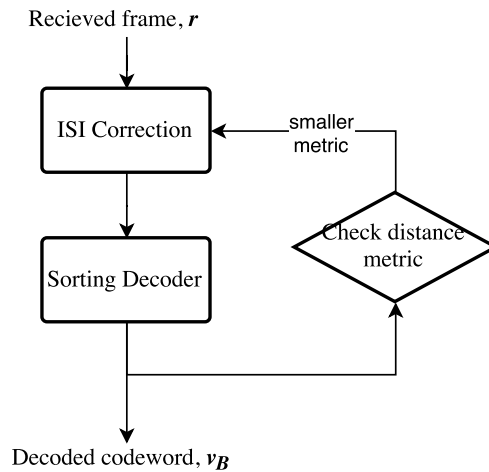 Recieved frame, r
ISI Correction
smaller
metric
Check distance
metric
Sorting Decoder
Decoded codeword, v_B